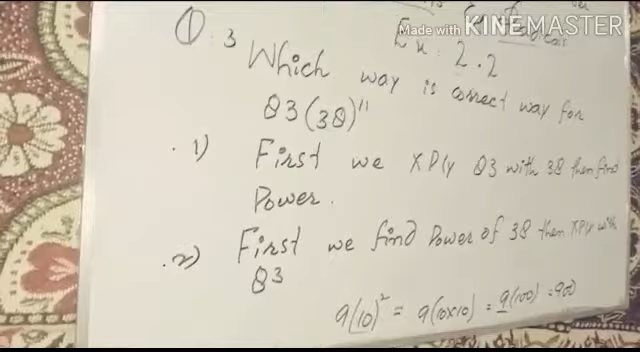 Made with KINEMASTER
Q.3
Ex: 2.2
Which way is correct way for
83(38)¹¹
.1) First we xPly 83 with 38 then find
Power.
.2) First we find Power of 38 then xPly with
83
9(10)² = 9(10x10) = 9(100) = 900